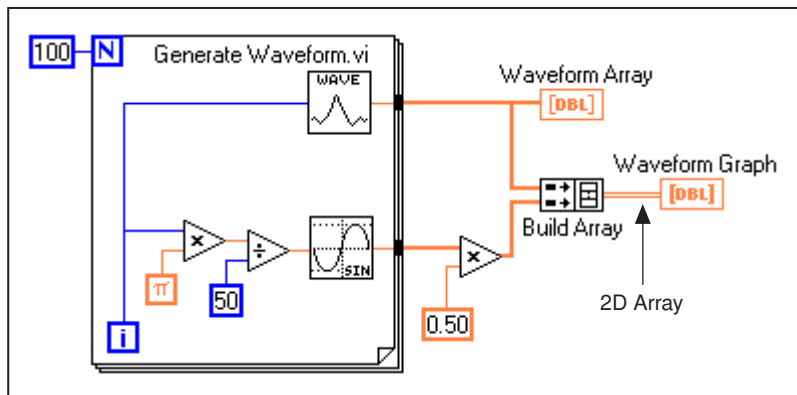 100
N
Generate Waveform.vi
WAVE
Waveform Array
[DBL]
Waveform Graph
[DBL]
Build Array
×
÷
SIN
×
π
50
0.50
2D Array
i